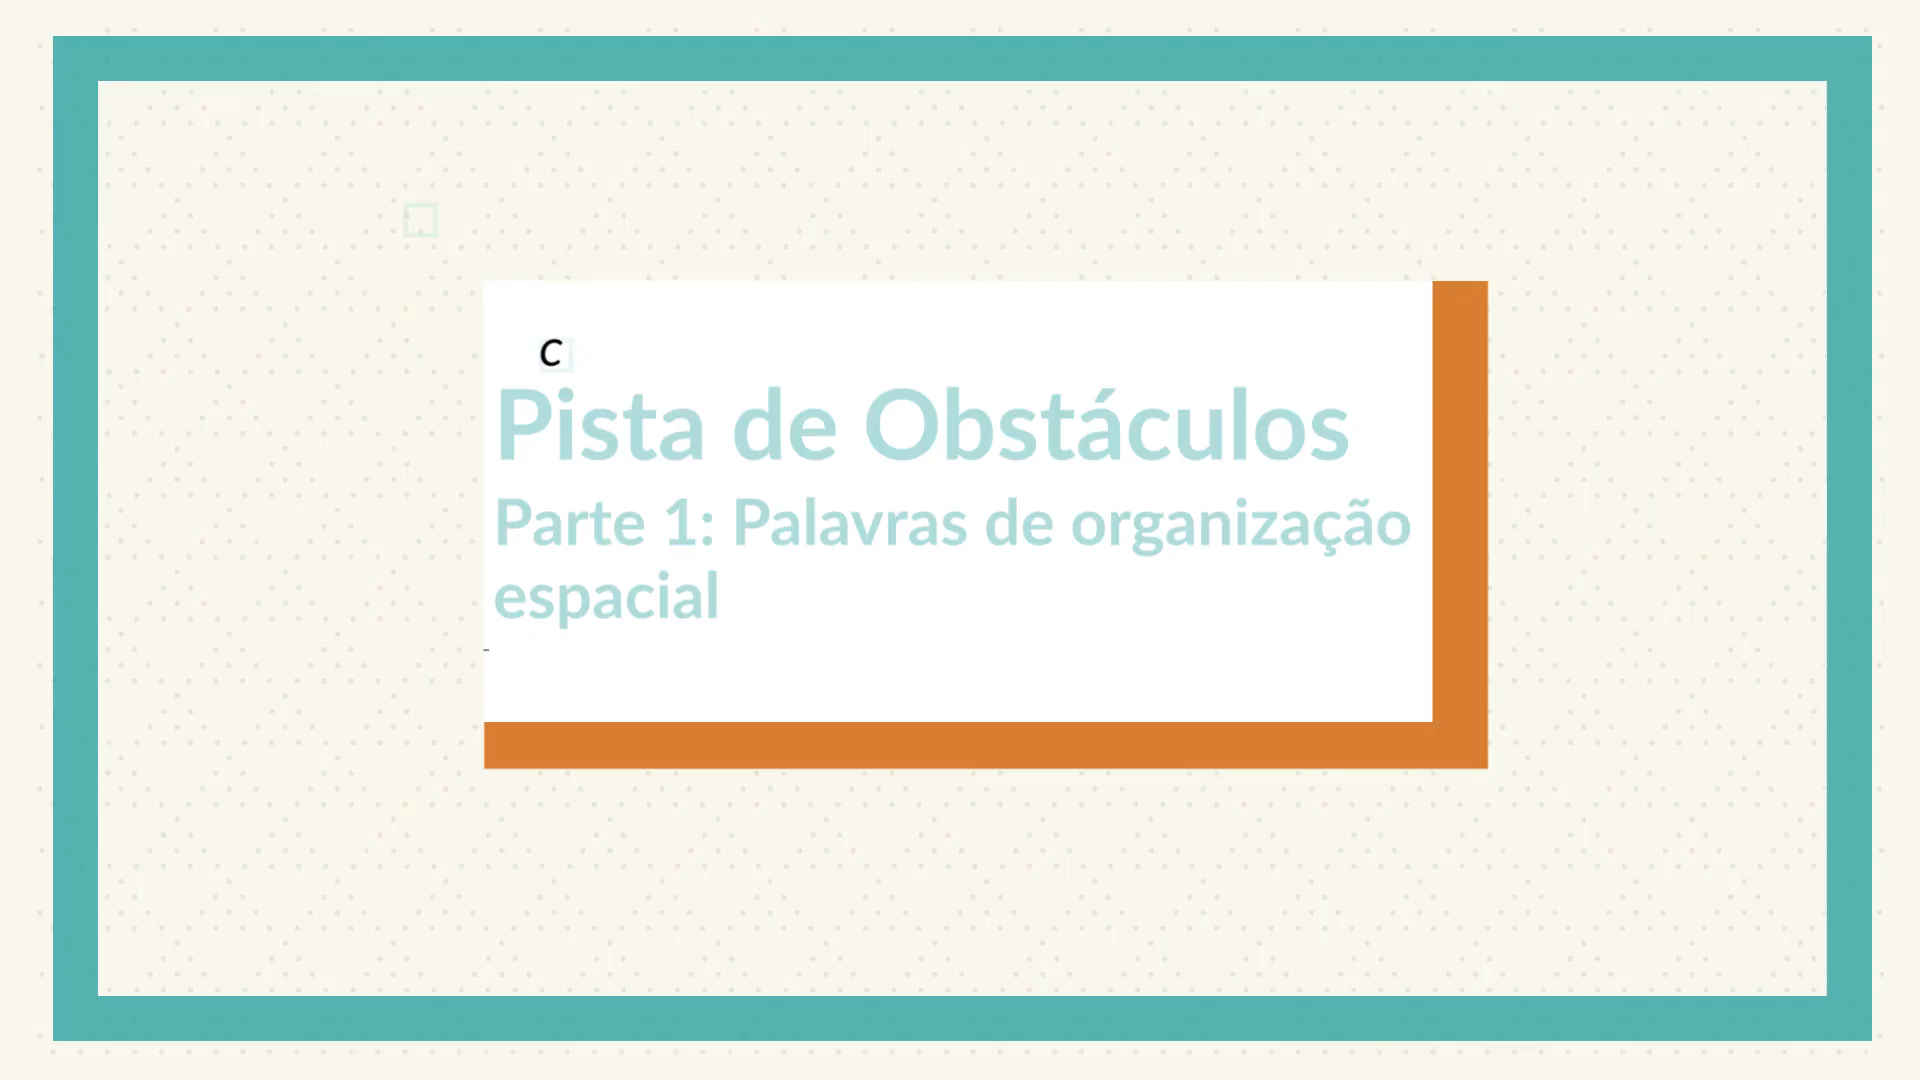 C
Pista de Obstáculos
Parte 1: Palavras de organização
espacial